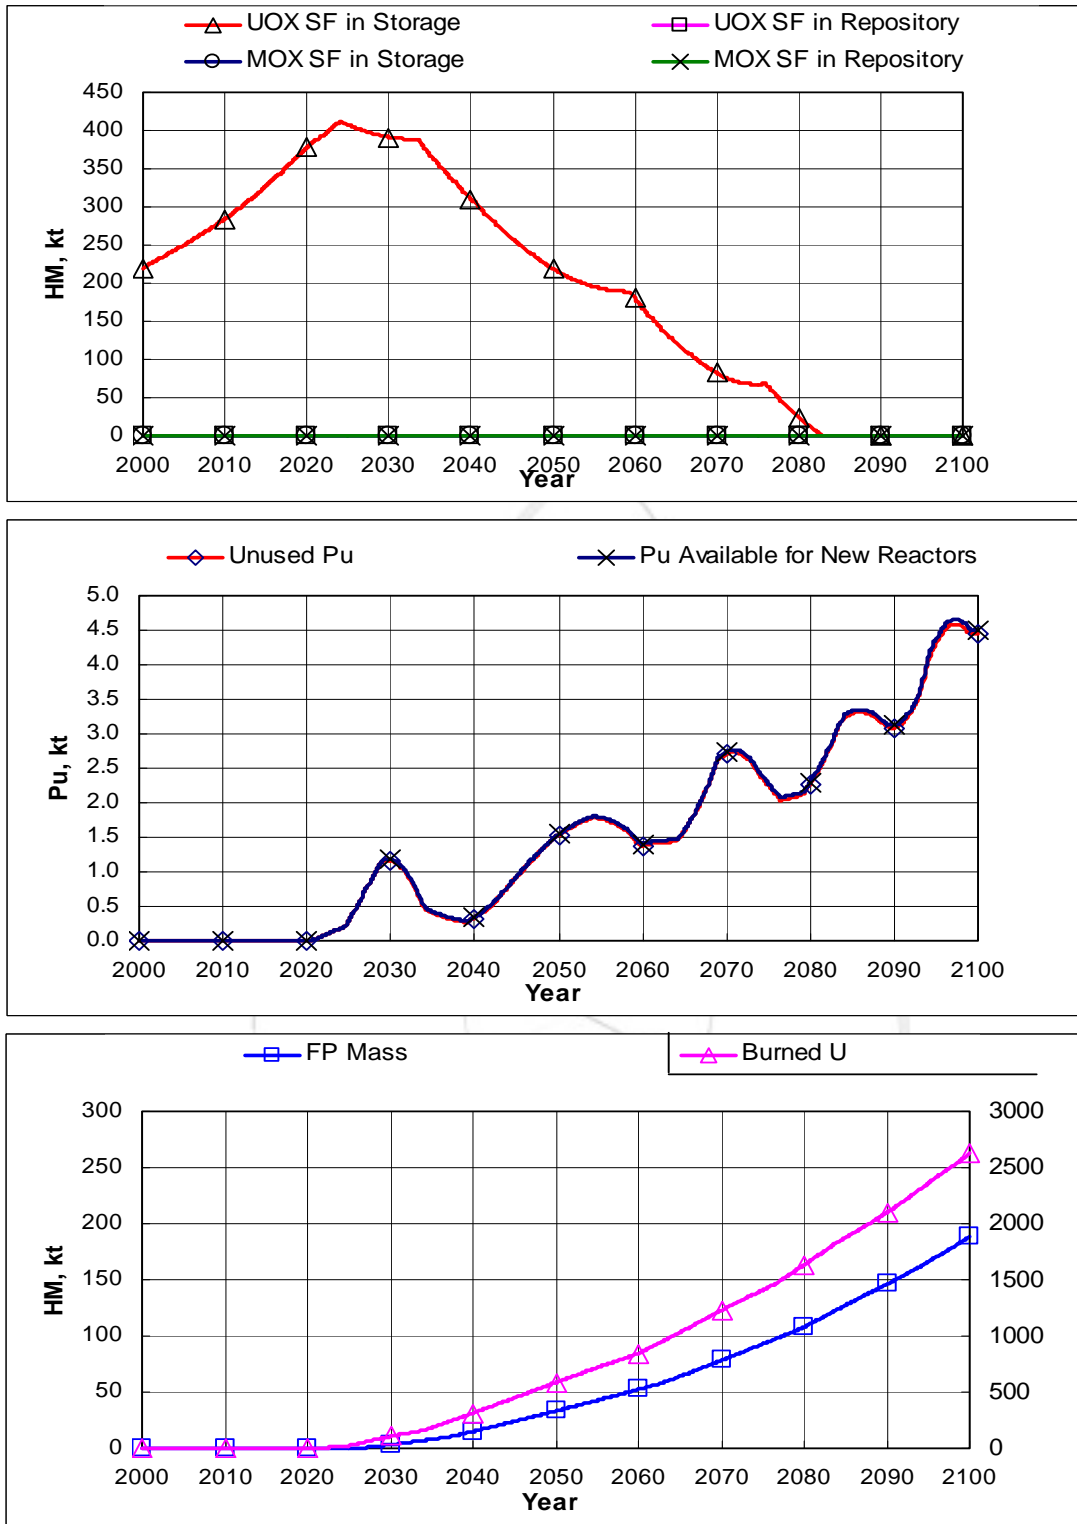 UOX SF in Storage UOX SF in Repository
MOX SF in Storage MOX SF in Repository
450
400
350
300
250
200
150
100
50
0
HM, kt
2000 2010 2020 2030 2040 2050 2060 2070 2080 2090 2100
Year
Unused Pu Pu Available for New Reactors
5.0
4.5
4.0
3.5
3.0
2.5
2.0
1.5
1.0
0.5
0.0
Pu, kt
2000 2010 2020 2030 2040 2050 2060 2070 2080 2090 2100
Year
FP Mass Burned U
300 3000
250 2500
200 2000
150 1500
100 1000
50 500
0 0
HM, kt
2000 2010 2020 2030 2040 2050 2060 2070 2080 2090 2100
Year